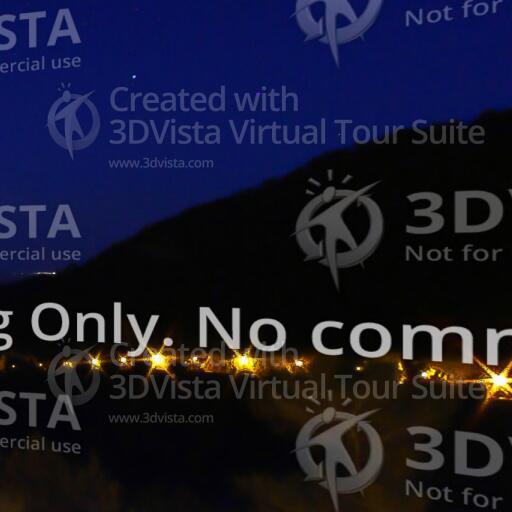 STA
ercial use
Not for
Created with
3DVista Virtual Tour Suite
www.3dvista.com
STA
ercial use
3DV
Not for
g Only. No comm
Created with
3DVista Virtual Tour Suite
www.3dvista.com
STA
ercial use
3DV
Not for